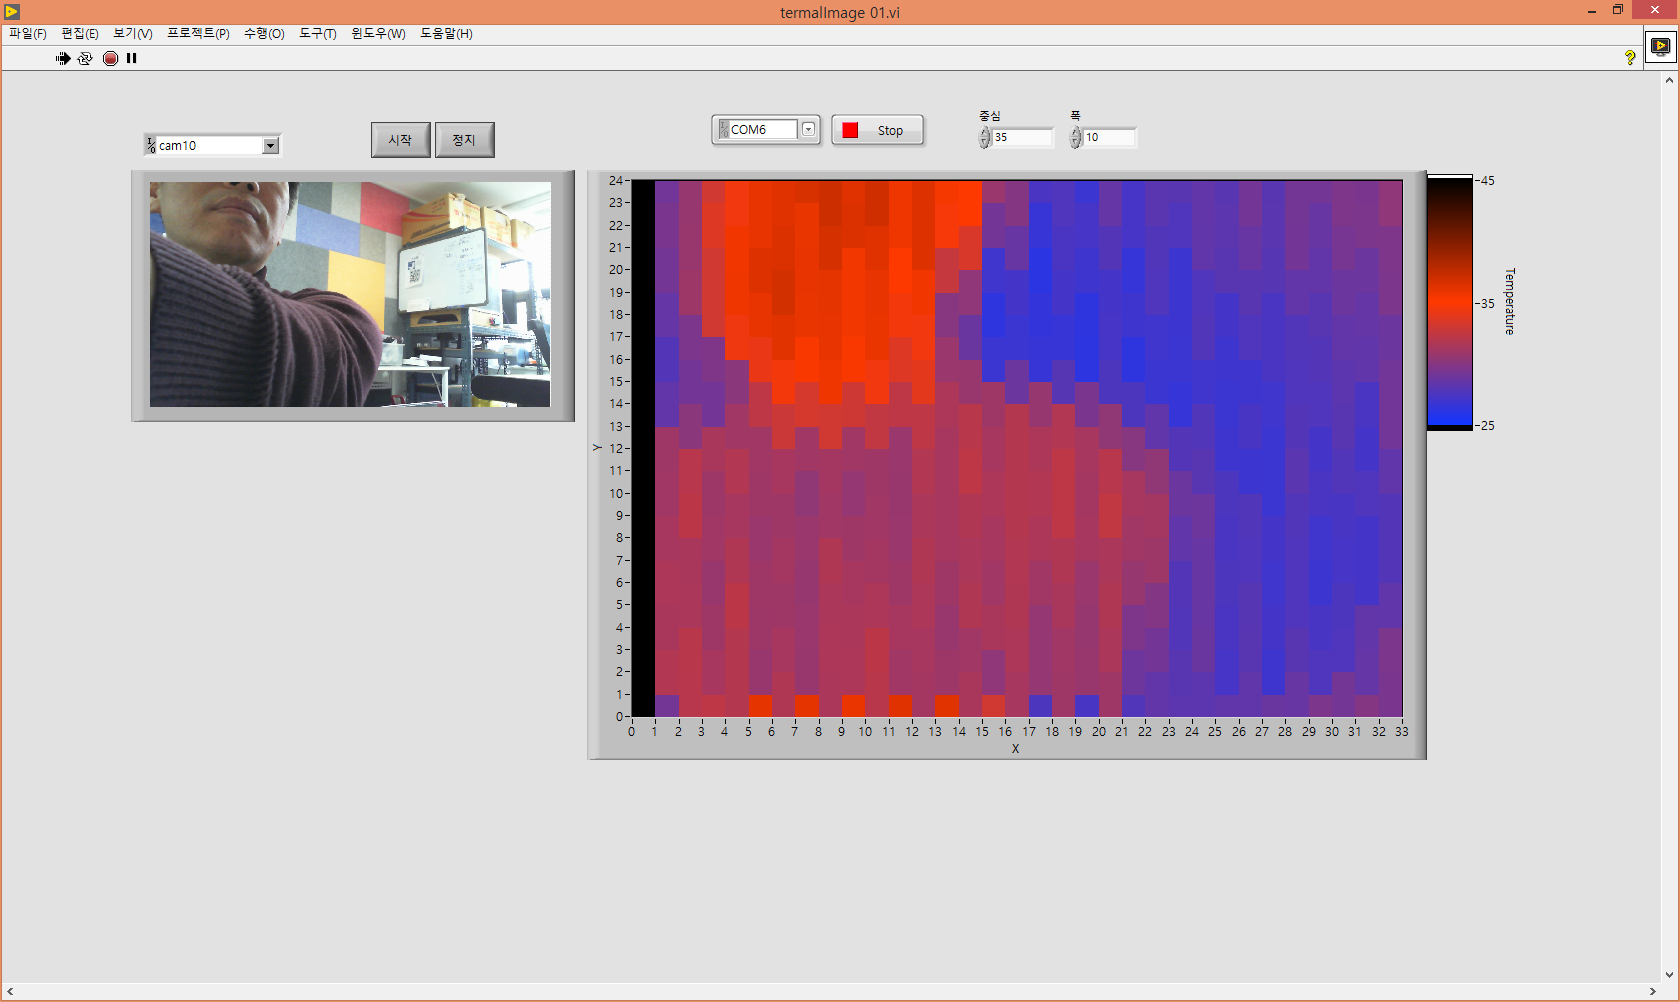 termalImage 01.vi
파일(F) 편집(E) 보기(V) 프로젝트(P) 수행(O) 도구(T) 윈도우(W) 도움말(H)
cam10
시작
정지
COM6
Stop
중심
35
폭
10
24
23
22
21
20
19
18
17
16
15
14
13
12
11
10
9
8
7
6
5
4
3
2
1
0
Y
0 1 2 3 4 5 6 7 8 9 10 11 12 13 14 15 16 17 18 19 20 21 22 23 24 25 26 27 28 29 30 31 32 33
X
45
35
25
Temperature